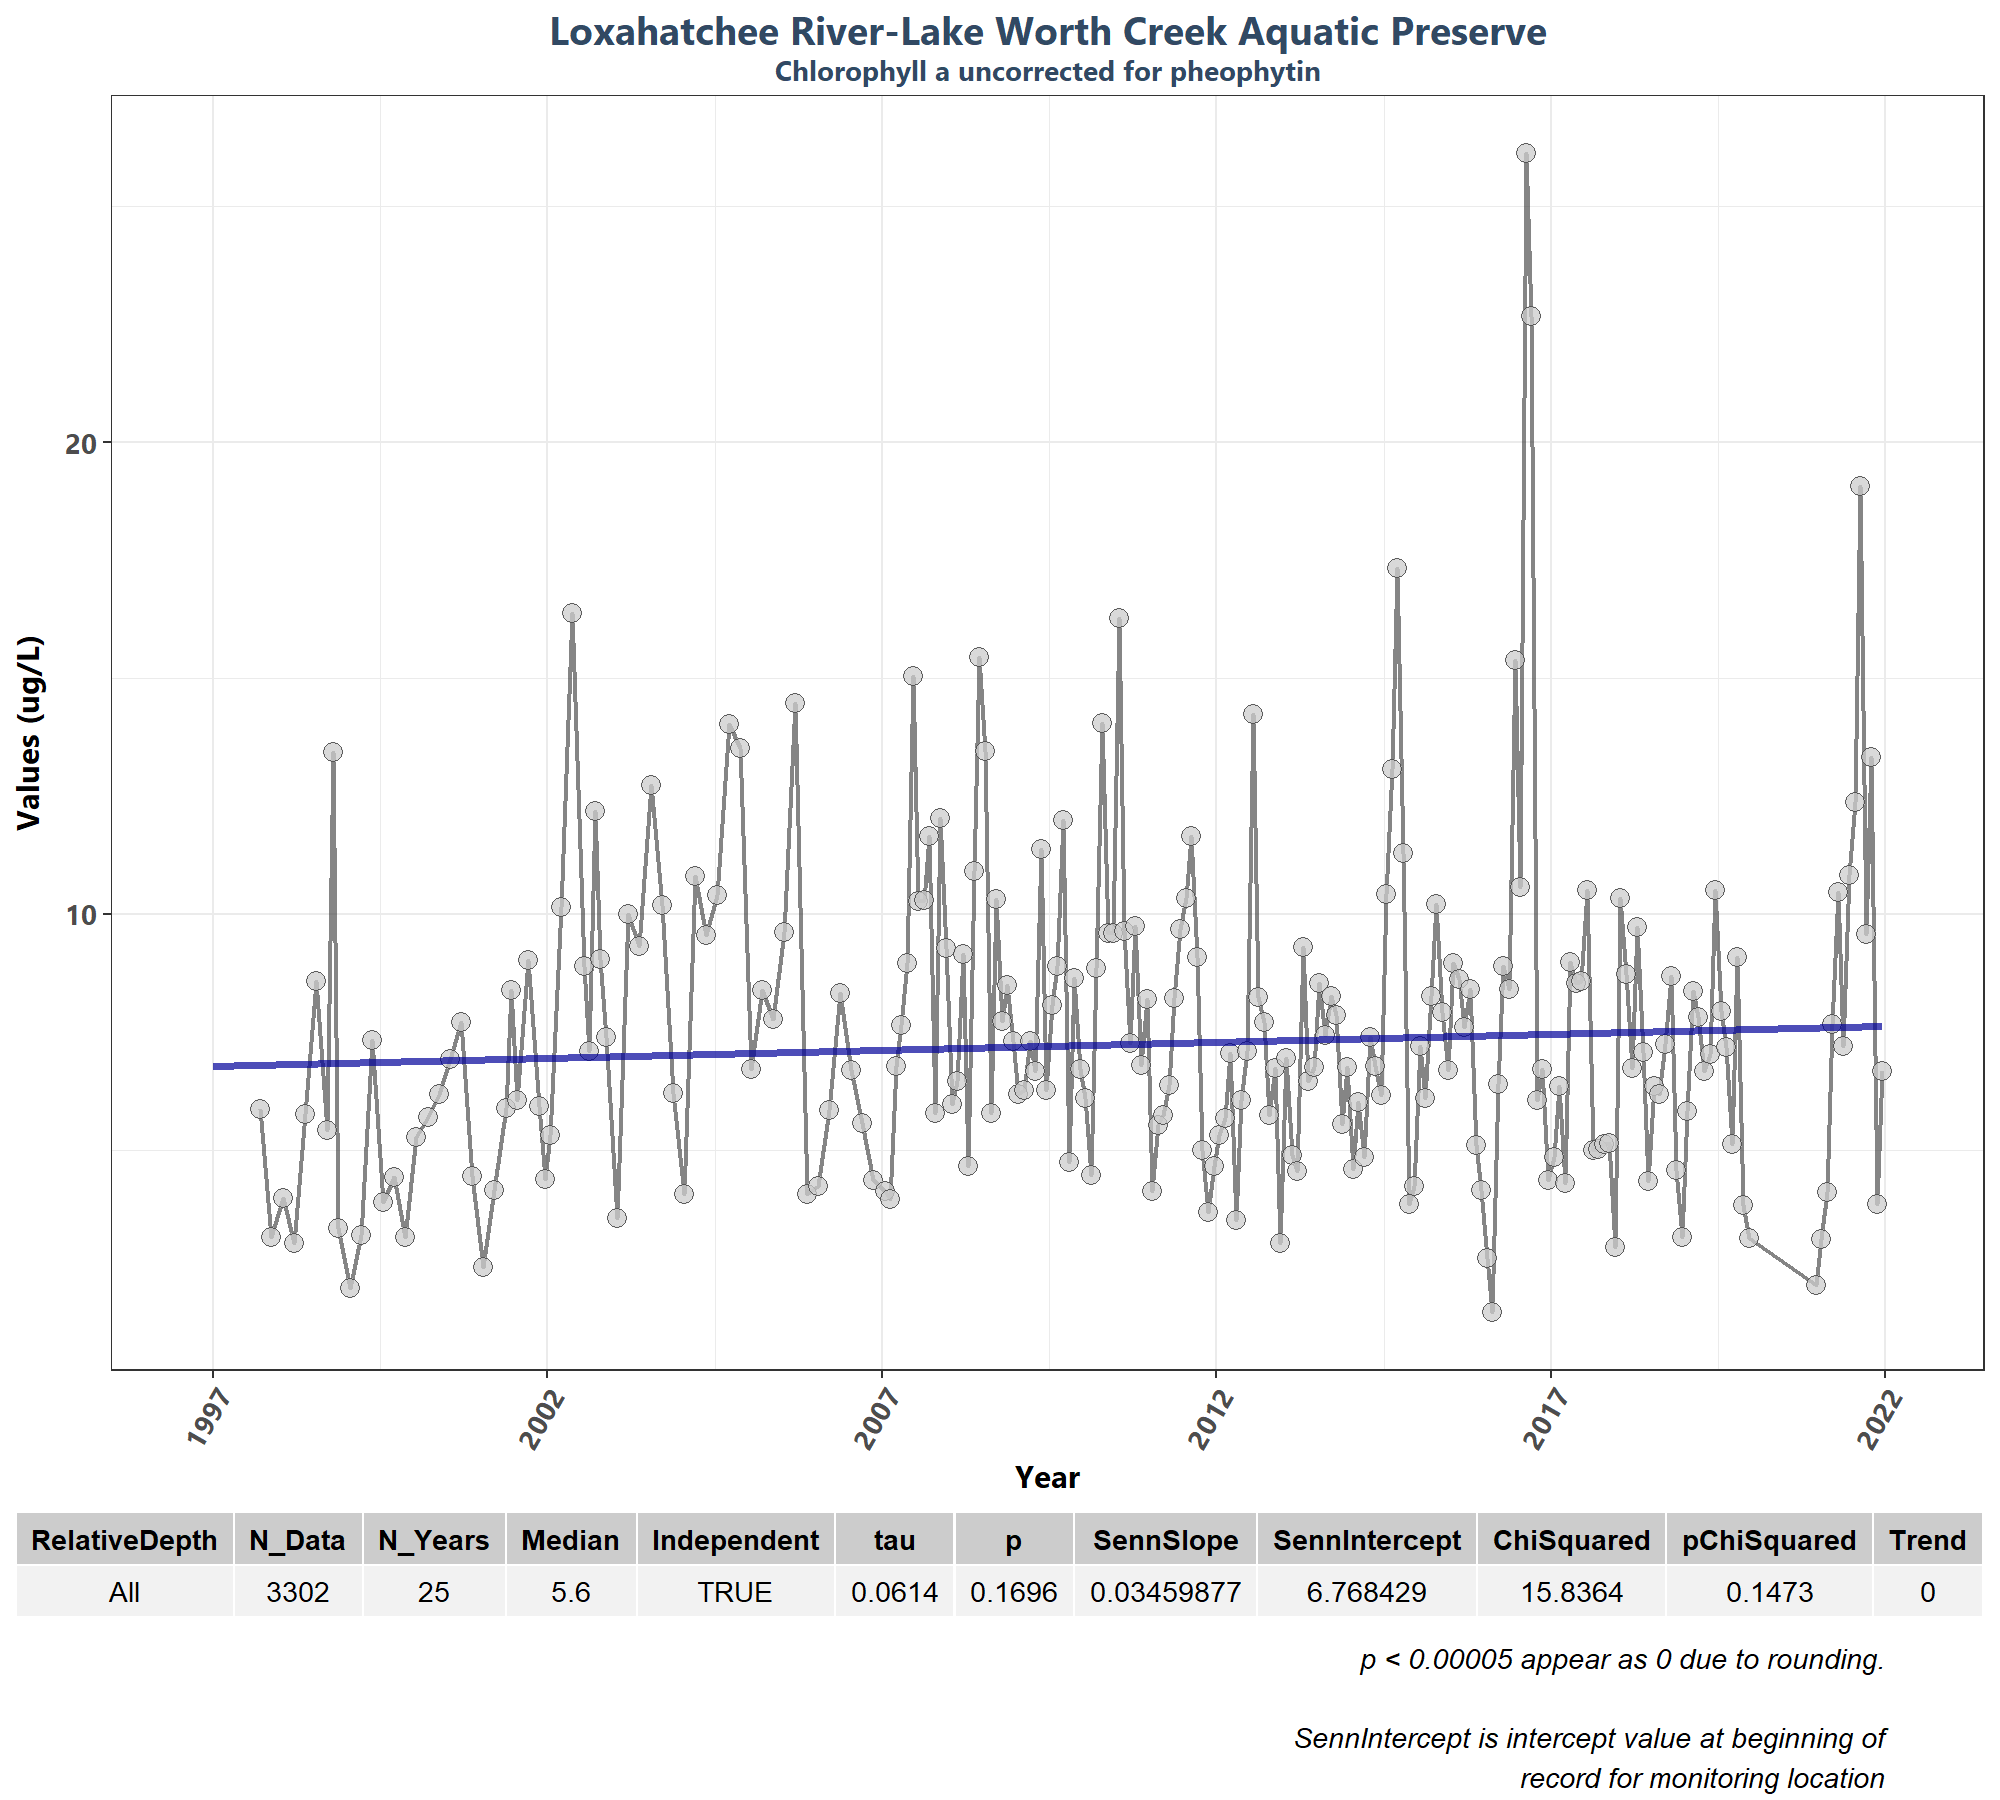 Loxahatchee River-Lake Worth Creek Aquatic Preserve
Chlorophyll a uncorrected for pheophytin
Values (ug/L)
20
10
1997 2002 2007 2012 2017 2022
Year
RelativeDepth N_Data N_Years Median Independent tau p SennSlope SennIntercept ChiSquared pChiSquared Trend
All 3302 25 5.6 TRUE 0.0614 0.1696 0.03459877 6.768429 15.8364 0.1473 0
p < 0.00005 appear as 0 due to rounding.
SennIntercept is intercept value at beginning of
record for monitoring location